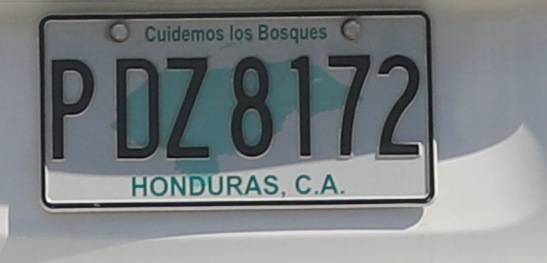 Cuidemos los Bosques
P DZ 8172
HONDURAS, C.A.